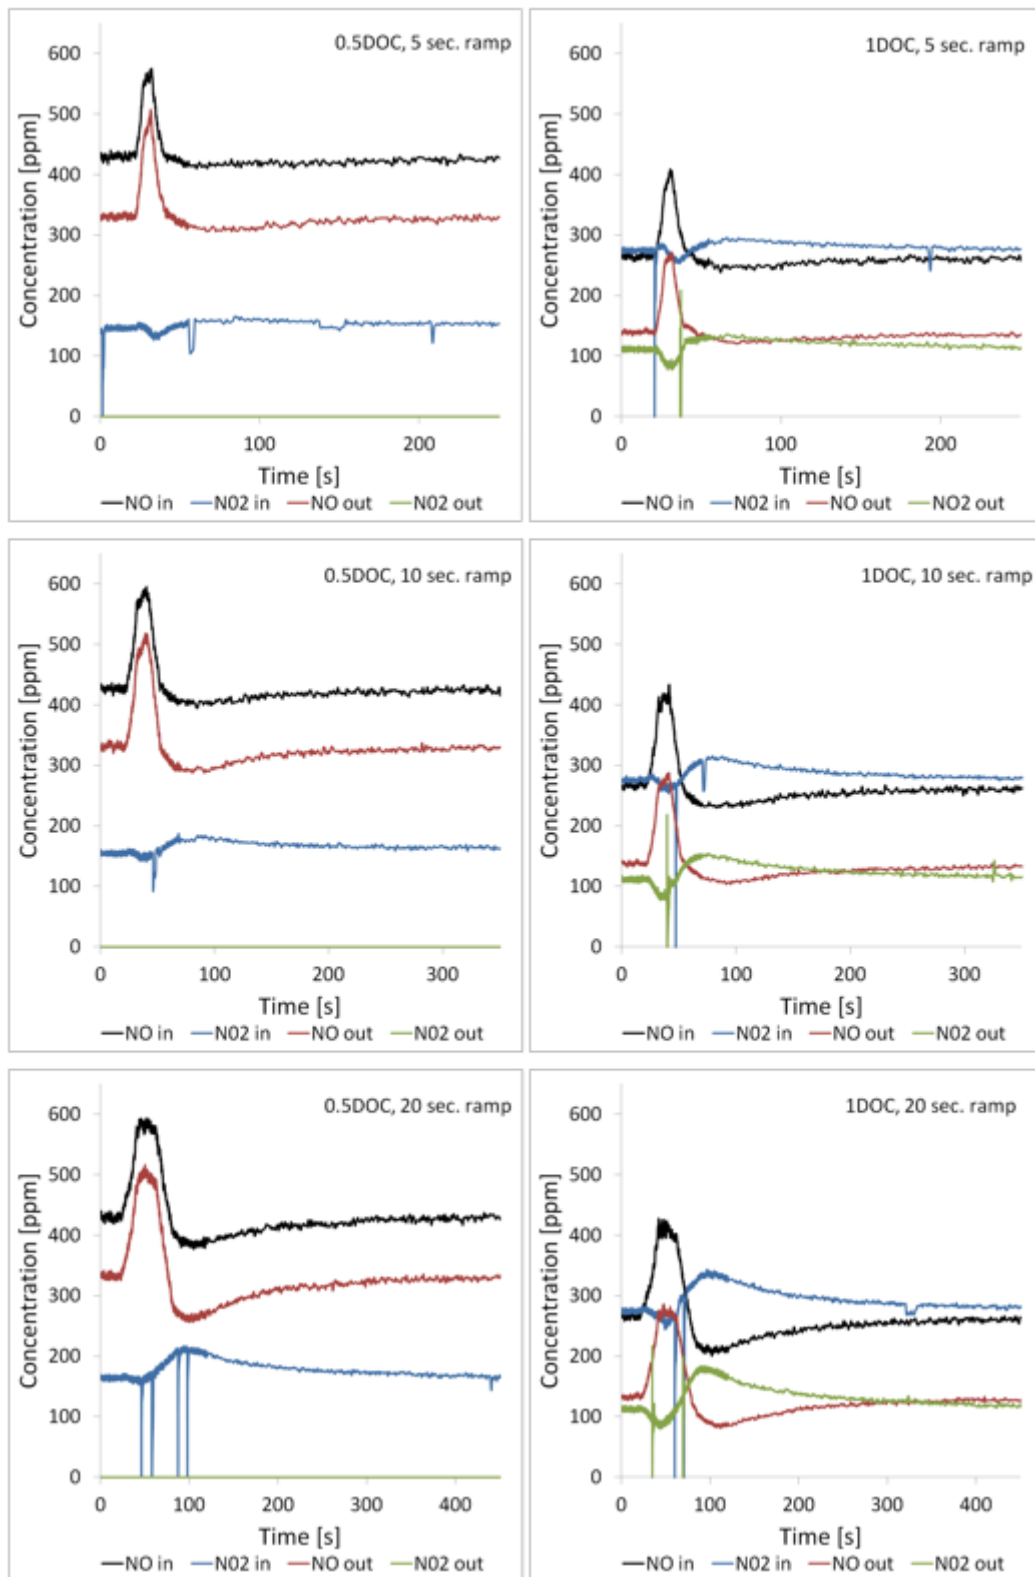 0.5DOC, 5 sec. ramp
600
500
400
300
200
100
0
Concentration [ppm]
0 100 200
Time [s]
NO in N02 in NO out N02 out
1DOC, 5 sec. ramp
600
500
400
300
200
100
0
Concentration [ppm]
0 100 200
Time [s]
NO in N02 in NO out NO2 out
0.5DOC, 10 sec. ramp
600
500
400
300
200
100
0
Concentration [ppm]
0 100 200 300
Time [s]
NO in N02 in NO out N02 out
1DOC, 10 sec. ramp
600
500
400
300
200
100
0
Concentration [ppm]
0 100 200 300
Time [s]
NO in N02 in NO out N02 out
0.5DOC, 20 sec. ramp
600
500
400
300
200
100
0
Concentration [ppm]
0 100 200 300 400
Time [s]
NO in N02 in NO out N02 out
1DOC, 20 sec. ramp
600
500
400
300
200
100
0
Concentration [ppm]
0 100 200 300 400
Time [s]
NO in N02 in NO out N02 out